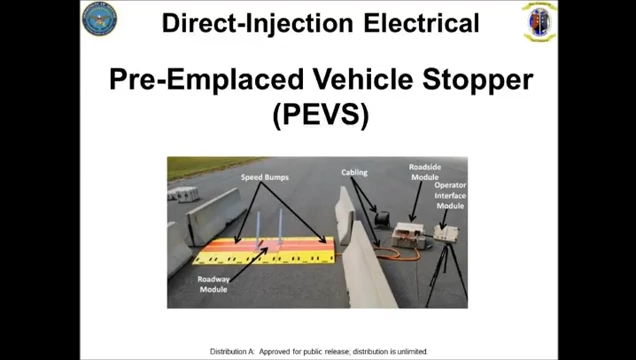 Direct-Injection Electrical
Pre-Emplaced Vehicle Stopper
(PEVS)
Speed Bumps
Cabling
Roadside
Module
Operator
Interface
Module
Roadway
Module
Distribution A: Approved for public release; distribution is unlimited.